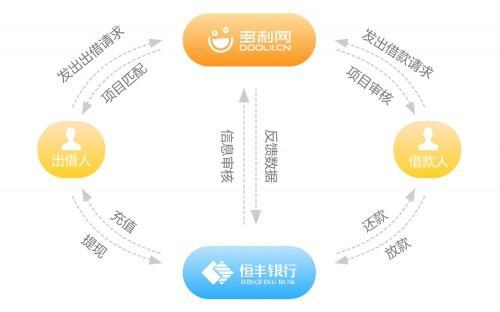 多利网
DOOLII.CN
发出出借请求
项目匹配
发出借款请求
项目审核
出借人
信息审核
反馈数据
借款人
充值
提现
还款
放款
恒丰银行
HENGFENG BANK